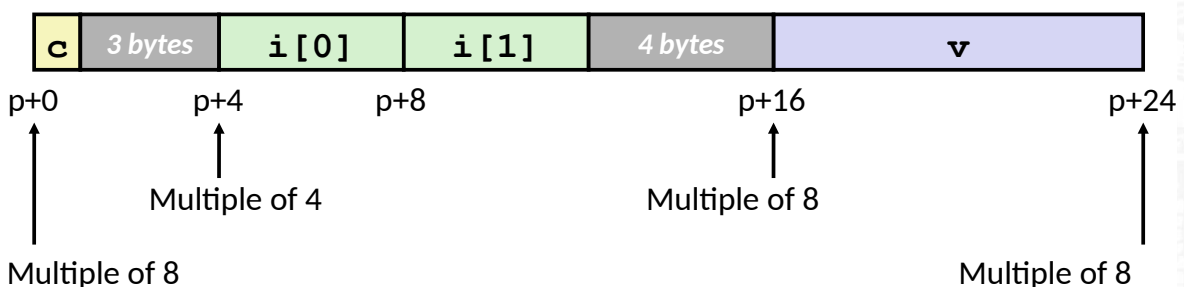 c 3 bytes i[0] i[1] 4 bytes v
p+0 p+4 p+8 p+16 p+24
Multiple of 4 Multiple of 8
Multiple of 8 Multiple of 8